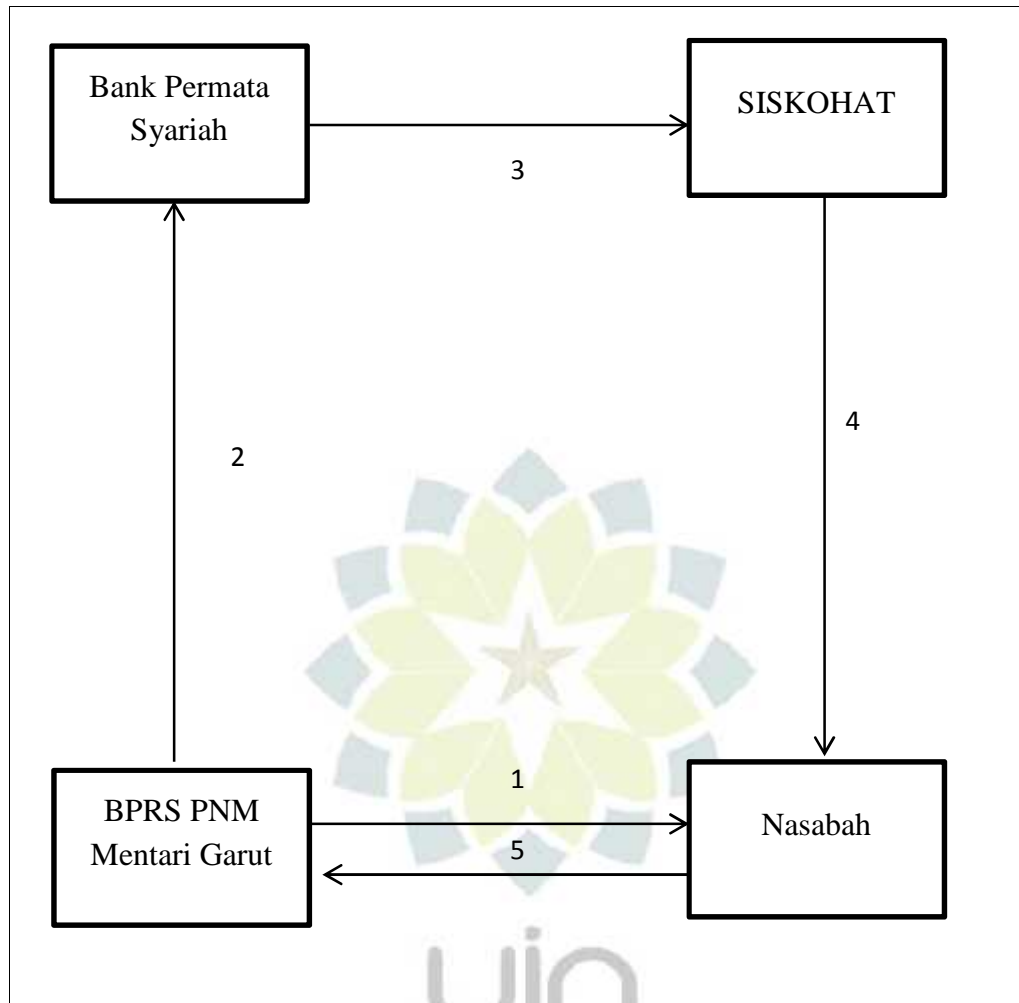 Bank Permata
Syariah
SISKOHAT
3
4
2
BPRS PNM
Mentari Garut
1
5
Nasabah
uin